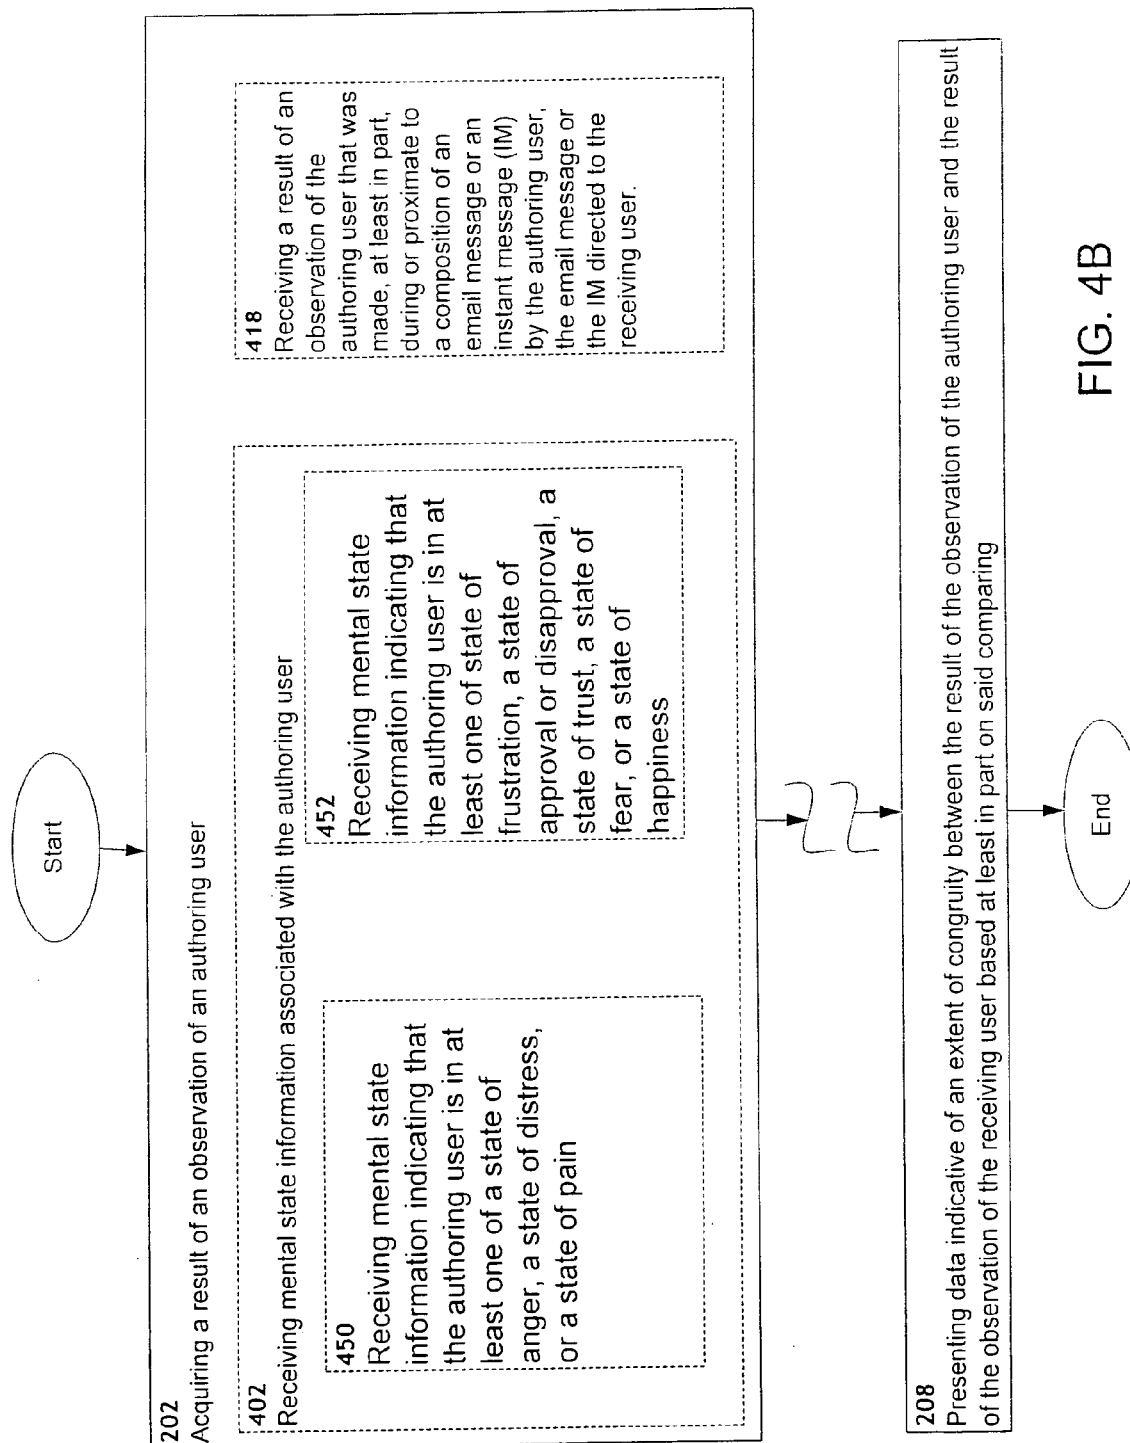 Start
202
Acquiring a result of an observation of an authoring user
402
Receiving mental state information associated with the authoring user
450
Receiving mental state
information indicating that
the authoring user is in at
least one of a state of
anger, a state of distress,
or a state of pain
452
Receiving mental state
information indicating that
the authoring user is in at
least one of state of
frustration, a state of
approval or disapproval, a
state of trust, a state of
fear, or a state of
happiness
418
Receiving a result of an
observation of the
authoring user that was
made, at least in part,
during or proximate to
a composition of an
email message or an
instant message (IM)
by the authoring user,
the email message or
the IM directed to the
receiving user.
208
Presenting data indicative of an extent of congruity between the result of the observation of the authoring user and the result
of the observation of the receiving user based at least in part on said comparing
End
FIG. 4B